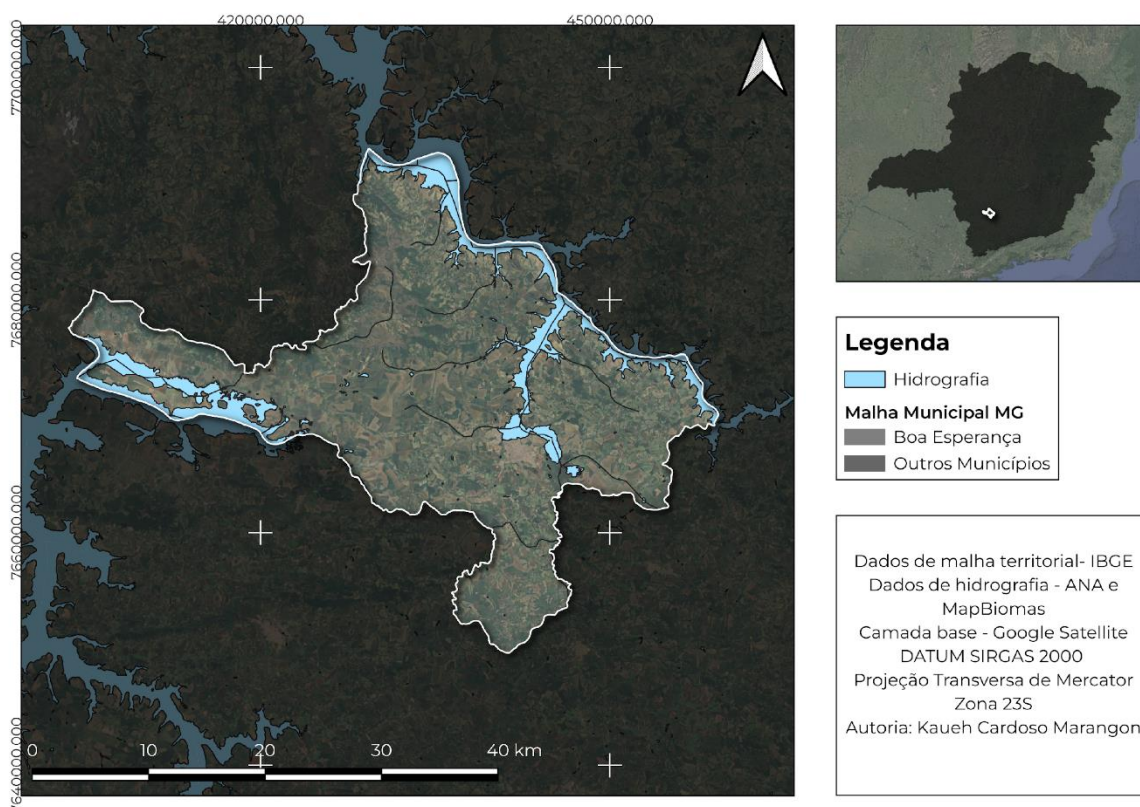 420000.000
450000.000
7700000.000
7680000.000
7660000.000
7640000.000
0 10 20 30 40 km
Legenda
Hidrografia
Malha Municipal MG
Boa Esperança
Outros Municípios
Dados de malha territorial- IBGE
Dados de hidrografia - ANA e
MapBiomas
Camada base - Google Satellite
DATUM SIRGAS 2000
Projeção Transversa de Mercator
Zona 23S
Autoria: Kaueh Cardoso Marangon